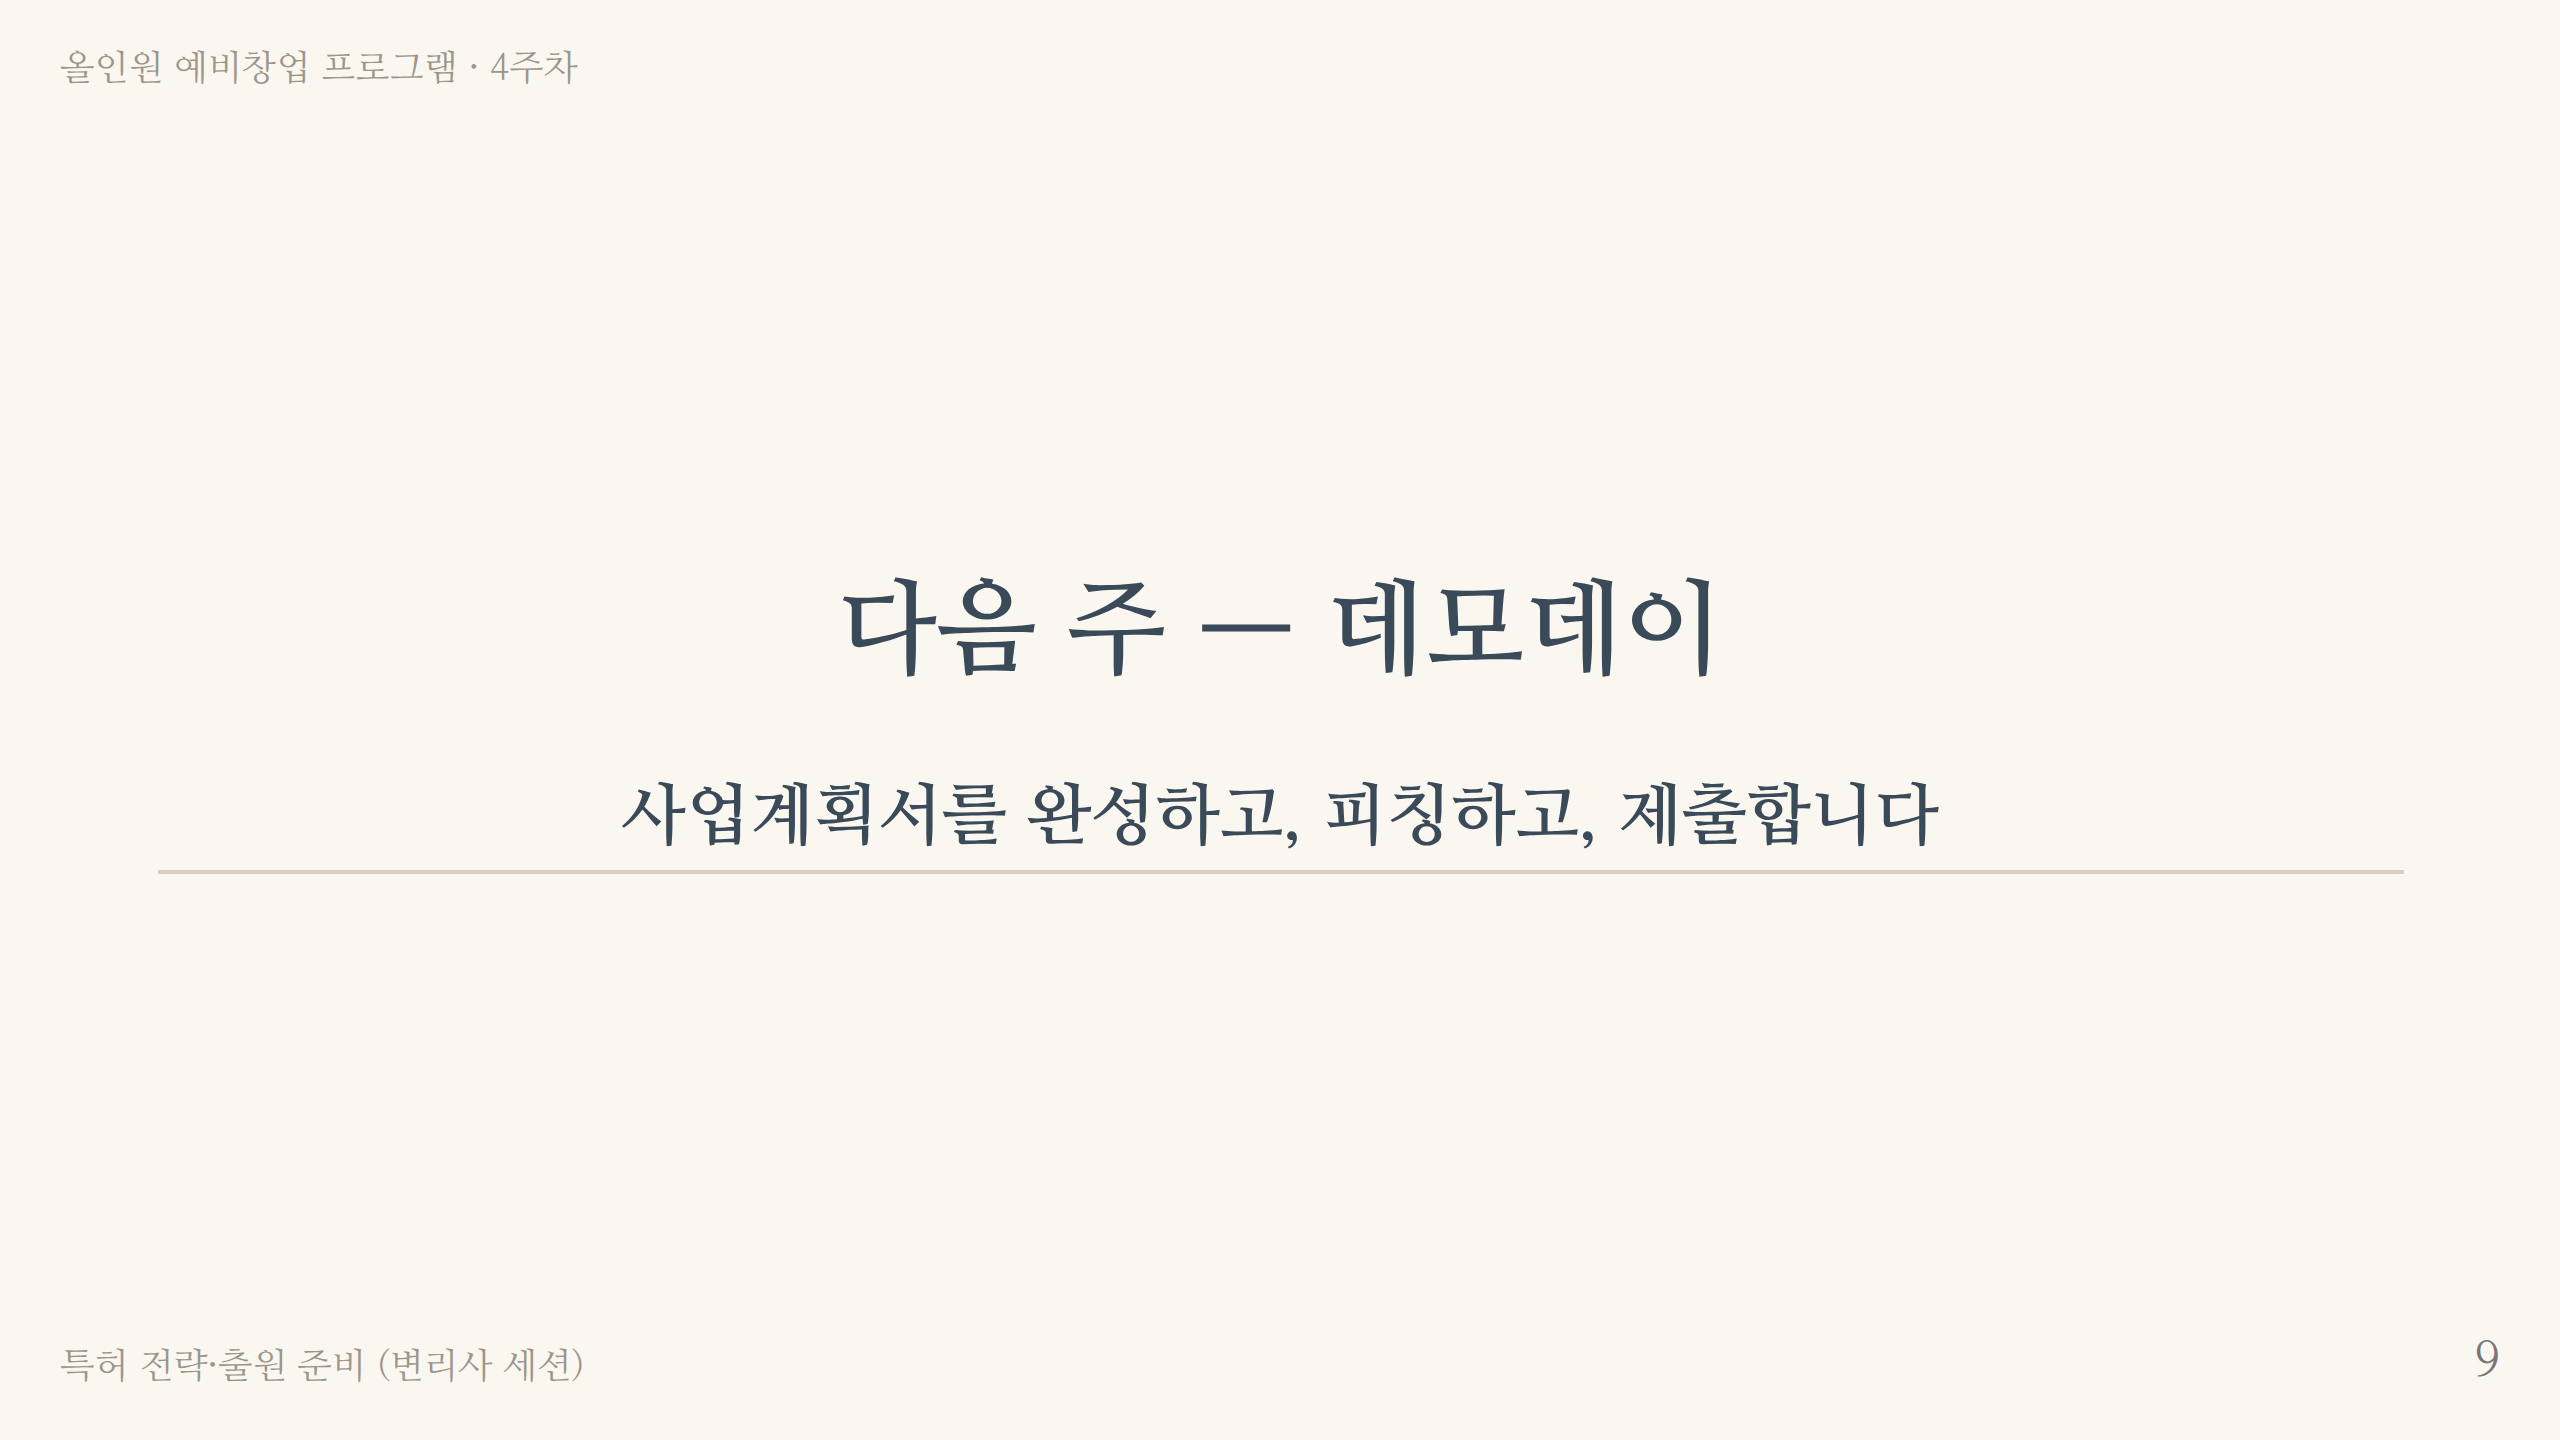 올인원 예비창업 프로그램 · 4주차
다음 주 — 데모데이
사업계획서를 완성하고, 피칭하고, 제출합니다
특허 전략·출원 준비 (변리사 세션)
9